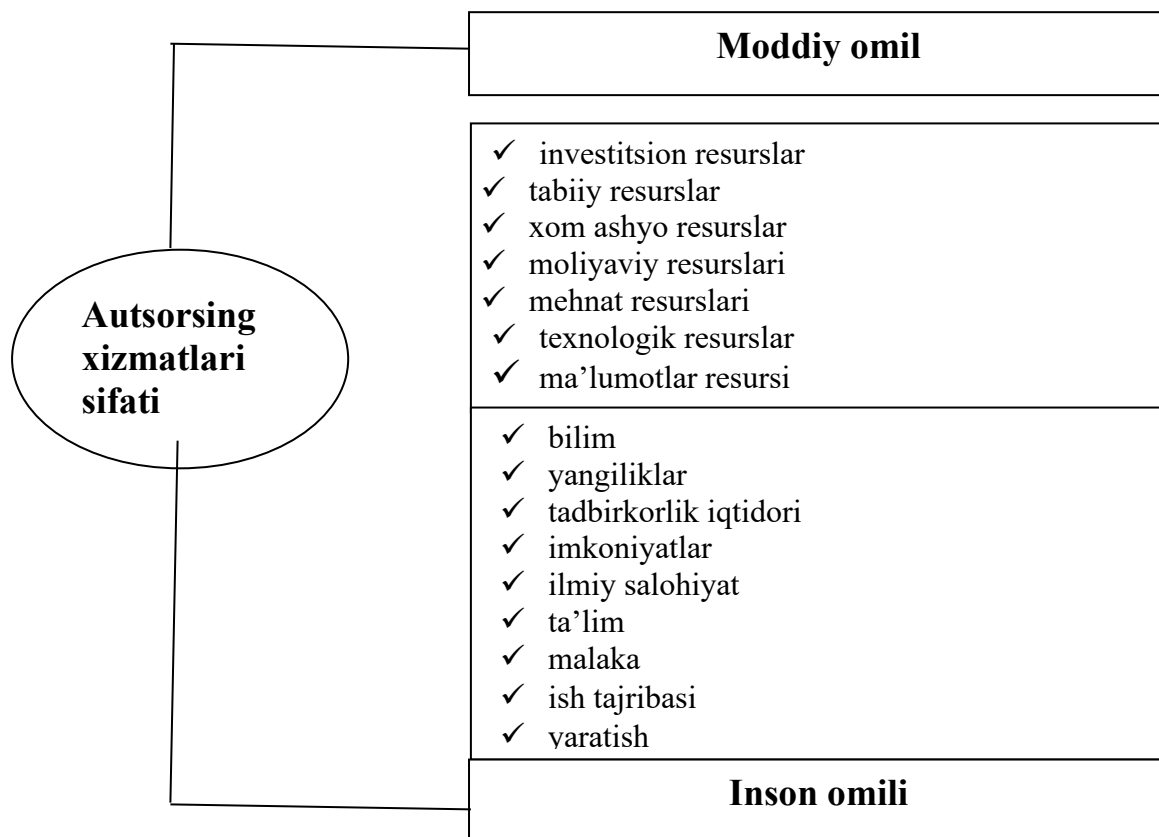 Moddiy omil
✓ investitsion resurslar
✓ tabiiy resurslar
✓ xom ashyo resurslar
✓ moliyaviy resurslari
✓ mehnat resurslari
✓ texnologik resurslar
✓ ma’lumotlar resursi
Autsorsing
xizmatlari
sifati
✓ bilim
✓ yangiliklar
✓ tadbirkorlik iqtidori
✓ imkoniyatlar
✓ ilmiy salohiyat
✓ ta’lim
✓ malaka
✓ ish tajribasi
✓ yaratish
Inson omili